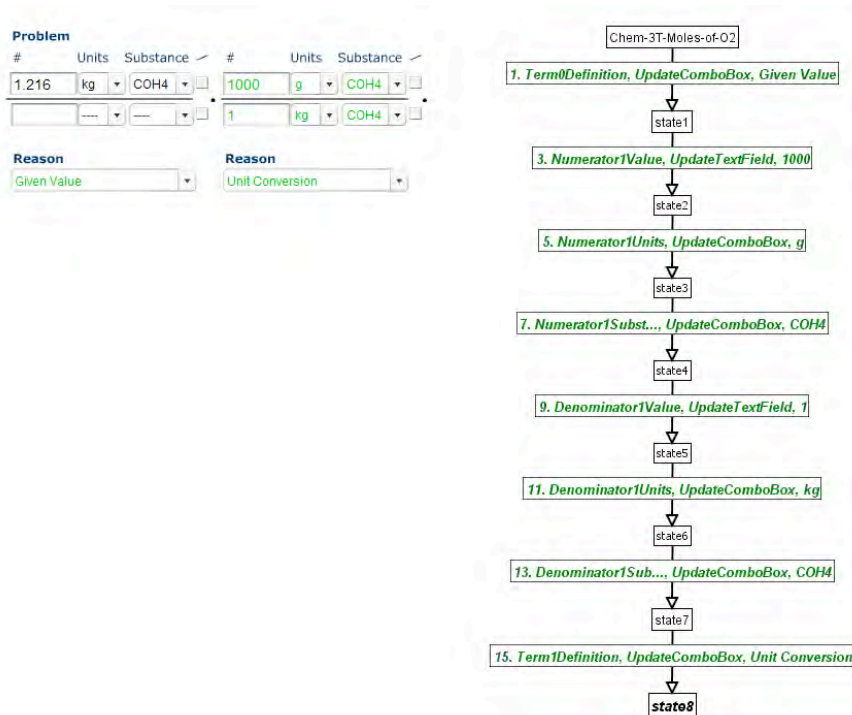 Problem
# Units Substance # Units Substance
1.216 kg COH4 1000 g COH4
---- ---- 1 kg COH4
Reason Reason
Given Value Unit Conversion
Chem-3T-Moles-of-O2
1. Term0Definition, UpdateComboBox, Given Value
state1
3. Numerator1Value, UpdateTextField, 1000
state2
5. Numerator1Units, UpdateComboBox, g
state3
7. Numerator1Subst..., UpdateComboBox, COH4
state4
9. Denominator1Value, UpdateTextField, 1
state5
11. Denominator1Units, UpdateComboBox, kg
state6
13. Denominator1Sub..., UpdateComboBox, COH4
state7
15. Term1Definition, UpdateComboBox, Unit Conversion
state8